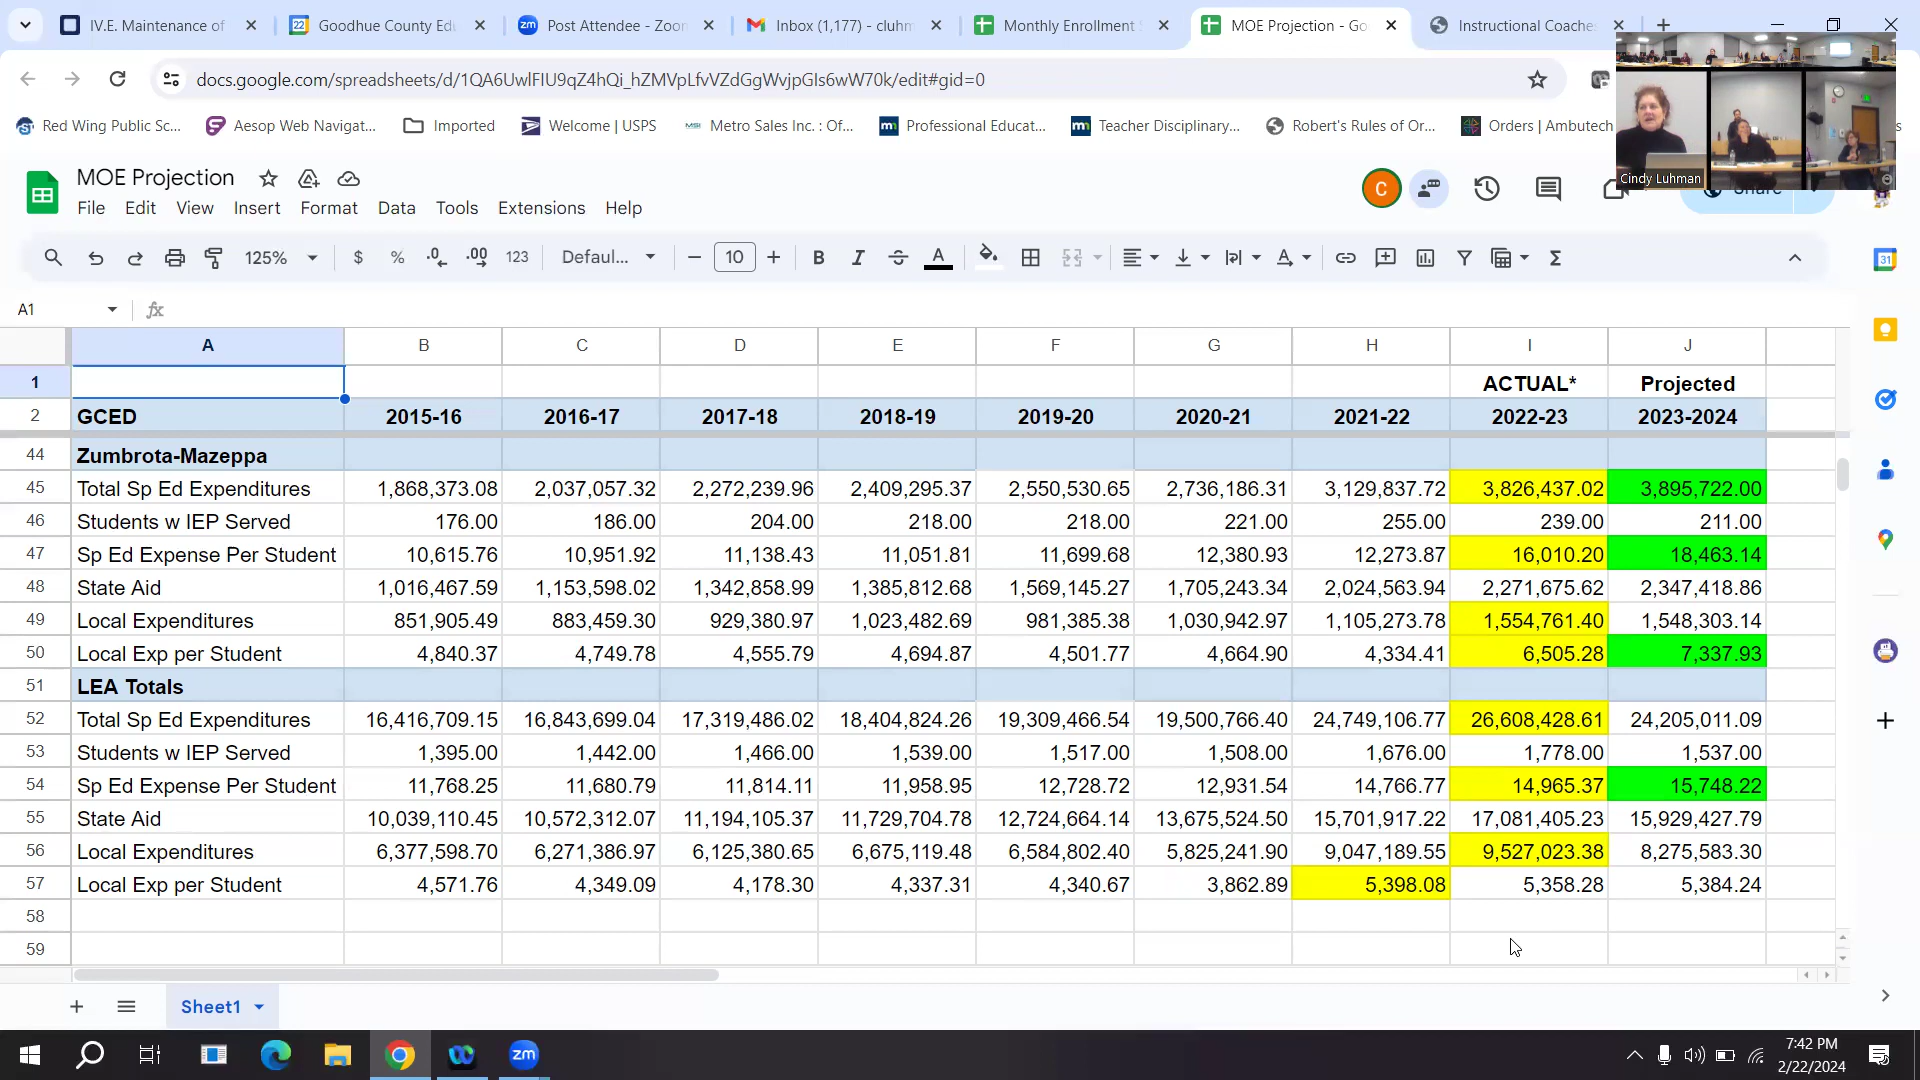 IV.E. Maintenance of
Goodhue County Edu
Post Attendee - Zoom
Inbox (1,177) - cluhm
Monthly Enrollment S
MOE Projection - Go
Instructional Coaches
docs.google.com/spreadsheets/d/1QA6UwlFIU9qZ4hQi_hZMVpLfvVZdGgWvjpGIs6wW70k/edit#gid=0
Red Wing Public Sc...
Aesop Web Navigat...
Imported
Welcome | USPS
Metro Sales Inc. : Of...
Professional Educat...
Teacher Disciplinary...
Robert's Rules of Or...
Orders | Ambutech
Cindy Luhman
MOE Projection
C
Share
File Edit View Insert Format Data Tools Extensions Help
125% $ % .0 .00 123 Defaul... 10 B I A
A1
A B C D E F G H I J
1 ACTUAL* Projected
2 GCED 2015-16 2016-17 2017-18 2018-19 2019-20 2020-21 2021-22 2022-23 2023-2024
44 Zumbrota-Mazeppa
45 Total Sp Ed Expenditures 1,868,373.08 2,037,057.32 2,272,239.96 2,409,295.37 2,550,530.65 2,736,186.31 3,129,837.72 3,826,437.02 3,895,722.00
46 Students w IEP Served 176.00 186.00 204.00 218.00 218.00 221.00 255.00 239.00 211.00
47 Sp Ed Expense Per Student 10,615.76 10,951.92 11,138.43 11,051.81 11,699.68 12,380.93 12,273.87 16,010.20 18,463.14
48 State Aid 1,016,467.59 1,153,598.02 1,342,858.99 1,385,812.68 1,569,145.27 1,705,243.34 2,024,563.94 2,271,675.62 2,347,418.86
49 Local Expenditures 851,905.49 883,459.30 929,380.97 1,023,482.69 981,385.38 1,030,942.97 1,105,273.78 1,554,761.40 1,548,303.14
50 Local Exp per Student 4,840.37 4,749.78 4,555.79 4,694.87 4,501.77 4,664.90 4,334.41 6,505.28 7,337.93
51 LEA Totals
52 Total Sp Ed Expenditures 16,416,709.15 16,843,699.04 17,319,486.02 18,404,824.26 19,309,466.54 19,500,766.40 24,749,106.77 26,608,428.61 24,205,011.09
53 Students w IEP Served 1,395.00 1,442.00 1,466.00 1,539.00 1,517.00 1,508.00 1,676.00 1,778.00 1,537.00
54 Sp Ed Expense Per Student 11,768.25 11,680.79 11,814.11 11,958.95 12,728.72 12,931.54 14,766.77 14,965.37 15,748.22
55 State Aid 10,039,110.45 10,572,312.07 11,194,105.37 11,729,704.78 12,724,664.14 13,675,524.50 15,701,917.22 17,081,405.23 15,929,427.79
56 Local Expenditures 6,377,598.70 6,271,386.97 6,125,380.65 6,675,119.48 6,584,802.40 5,825,241.90 9,047,189.55 9,527,023.38 8,275,583.30
57 Local Exp per Student 4,571.76 4,349.09 4,178.30 4,337.31 4,340.67 3,862.89 5,398.08 5,358.28 5,384.24
58
59
Sheet1
zm
7:42 PM
2/22/2024